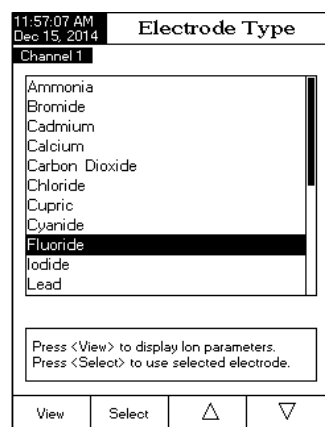 11:57:07 AM
Dec 15, 2014
Electrode Type
Channel 1
Ammonia
Bromide
Cadmium
Calcium
Carbon Dioxide
Chloride
Cupric
Cyanide
Fluoride
Iodide
Lead
Press <View> to display Ion parameters.
Press <Select> to use selected electrode.
View Select △ ▽